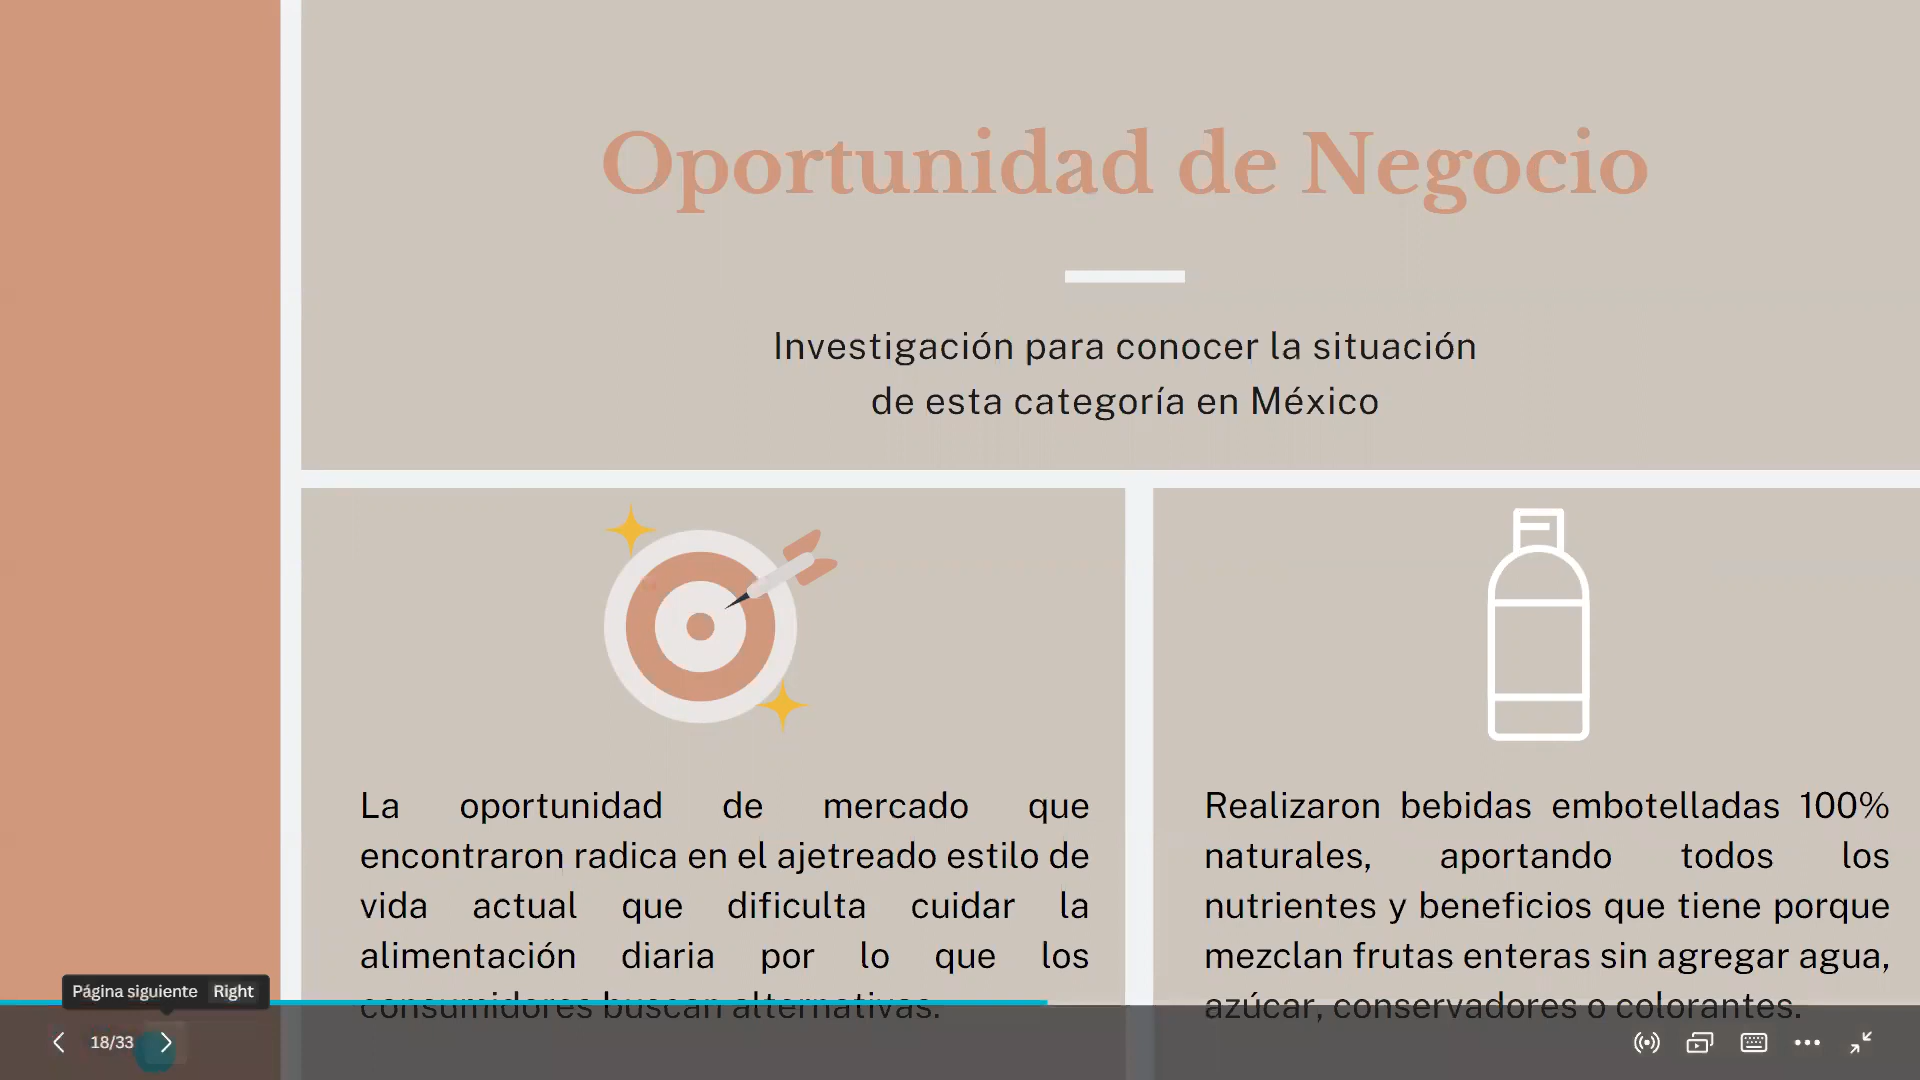 Oportunidad de Negocio
Investigación para conocer la situación
de esta categoría en México
La oportunidad de mercado que
encontraron radica en el ajetreado estilo de
vida actual que dificulta cuidar la
alimentación diaria por lo que los
consumidores buscan alternativas.
Realizaron bebidas embotelladas 100%
naturales, aportando todos los
nutrientes y beneficios que tiene porque
mezclan frutas enteras sin agregar agua,
azúcar, conservadores o colorantes.
Página siguiente Right
18/33